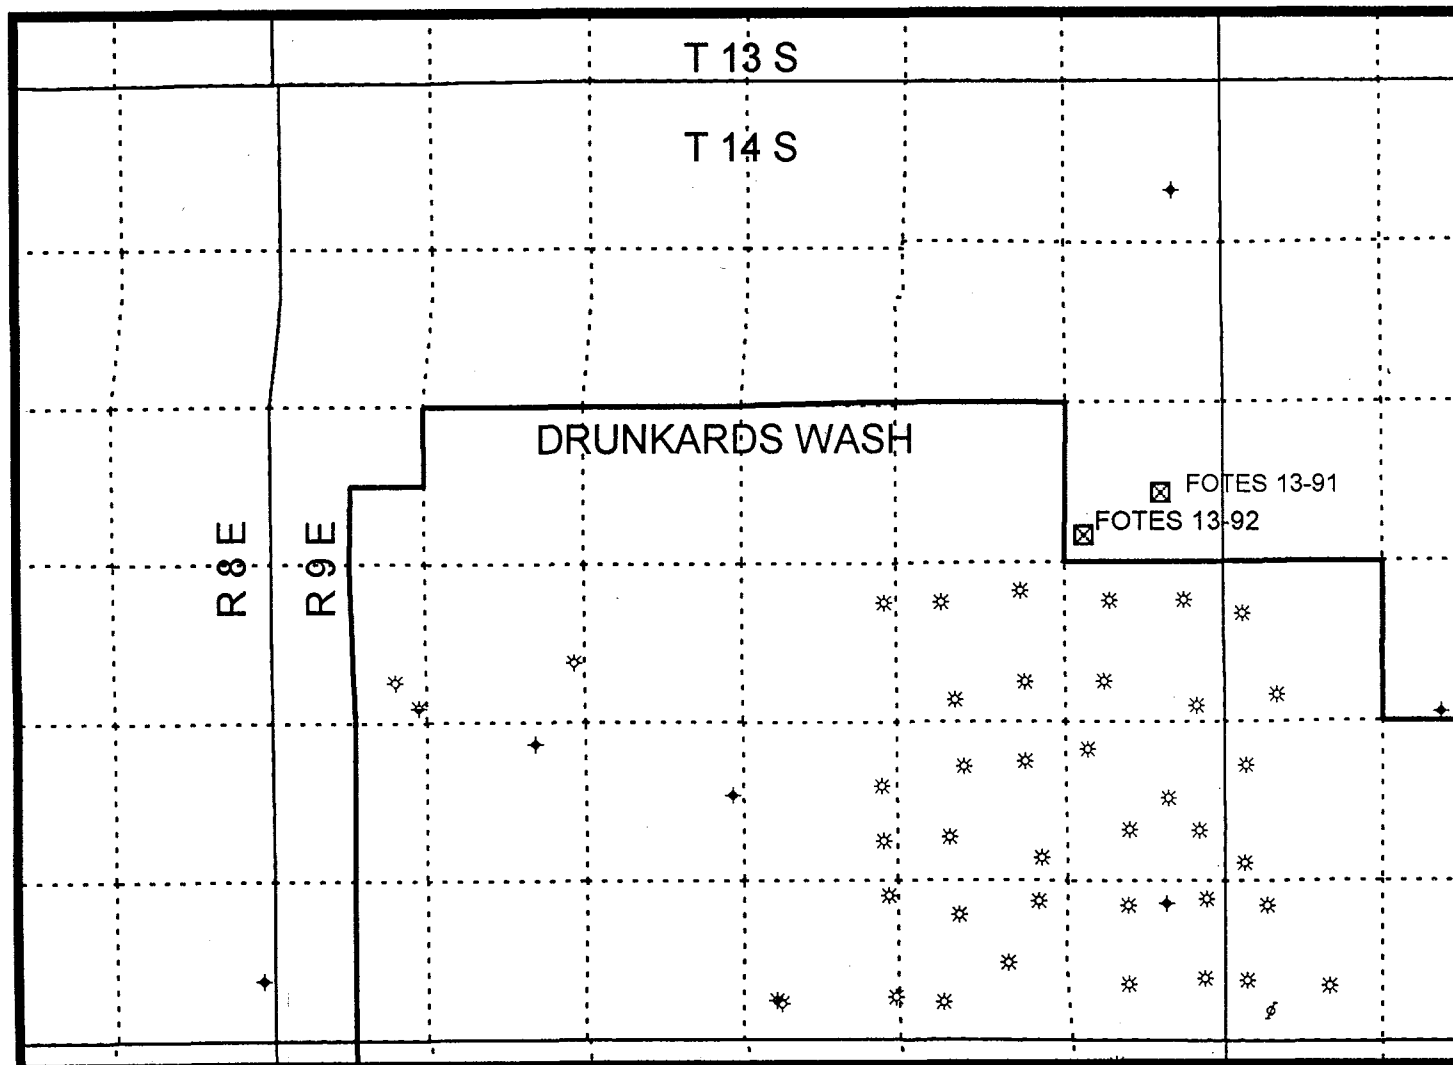 T 13 S
T 14 S
DRUNKARDS WASH
FOTES 13-91
FOTES 13-92
R 8 E
R 9 E